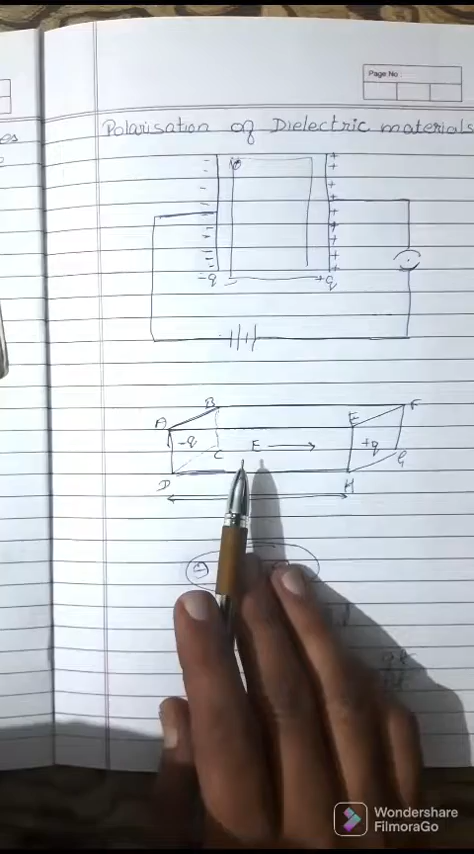 Page No.
Polarisation of Dielectric materials
-q +q
B F
A E
-q E +q
C G
D H
Wondershare
FilmoraGo